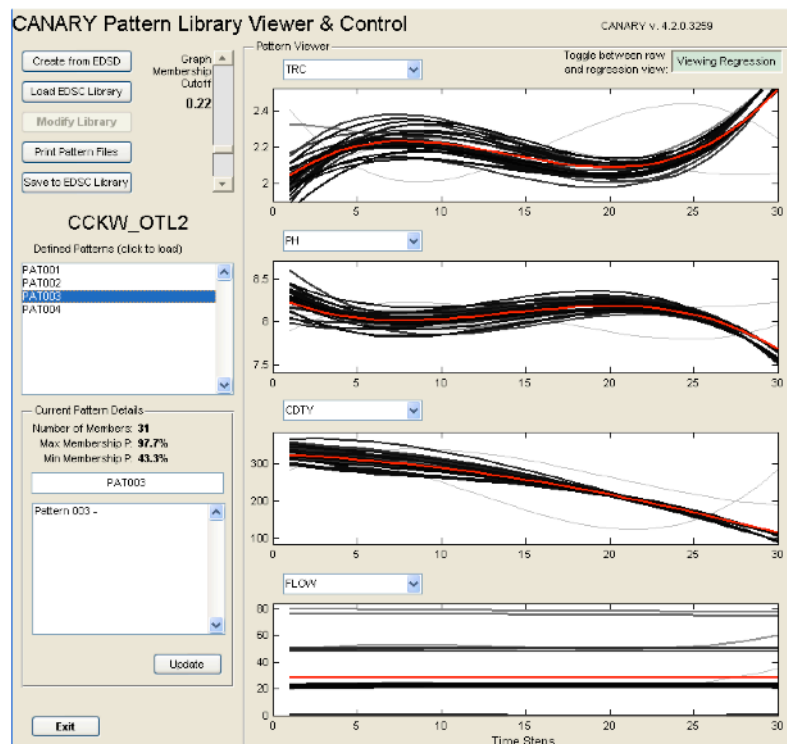 CANARY Pattern Library Viewer & Control
CANARY v. 4.2.0.3259
Create from EDSD
Load EDSC Library
Modify Library
Print Pattern Files
Save to EDSC Library
Graph
Membership
Cutoff
0.22
CCKW_OTL2
Defined Patterns (click to load)
PAT001
PAT002
PAT003
PAT004
Current Pattern Details
Number of Members: 31
Max Membership P: 97.7%
Min Membership P: 43.3%
PAT003
Pattern 003 -
Update
Exit
Pattern Viewer
Toggle between raw
and regression view:
Viewing Regression
TRC
2.4
2.2
2
5 10 15 20 25 30
PH
8.5
8
7.5
5 10 15 20 25 30
CDTY
300
200
100
5 10 15 20 25 30
FLOW
80
60
40
20
0
5 10 15 20 25 30
Time Steps